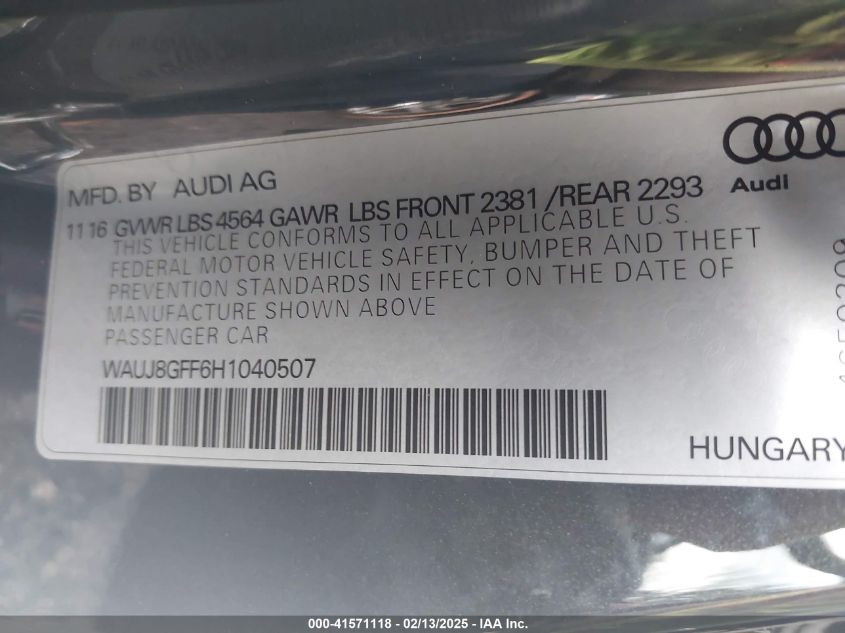 MFD. BY AUDI AG
11 16 GVWR LBS 4564 GAWR LBS FRONT 2381 /REAR 2293
THIS VEHICLE CONFORMS TO ALL APPLICABLE U.S.
FEDERAL MOTOR VEHICLE SAFETY, BUMPER AND THEFT
PREVENTION STANDARDS IN EFFECT ON THE DATE OF
MANUFACTURE SHOWN ABOVE
PASSENGER CAR
WAUJ8GFF6H1040507
Audi
HUNGARY
000-41571118 - 02/13/2025 - IAA Inc.